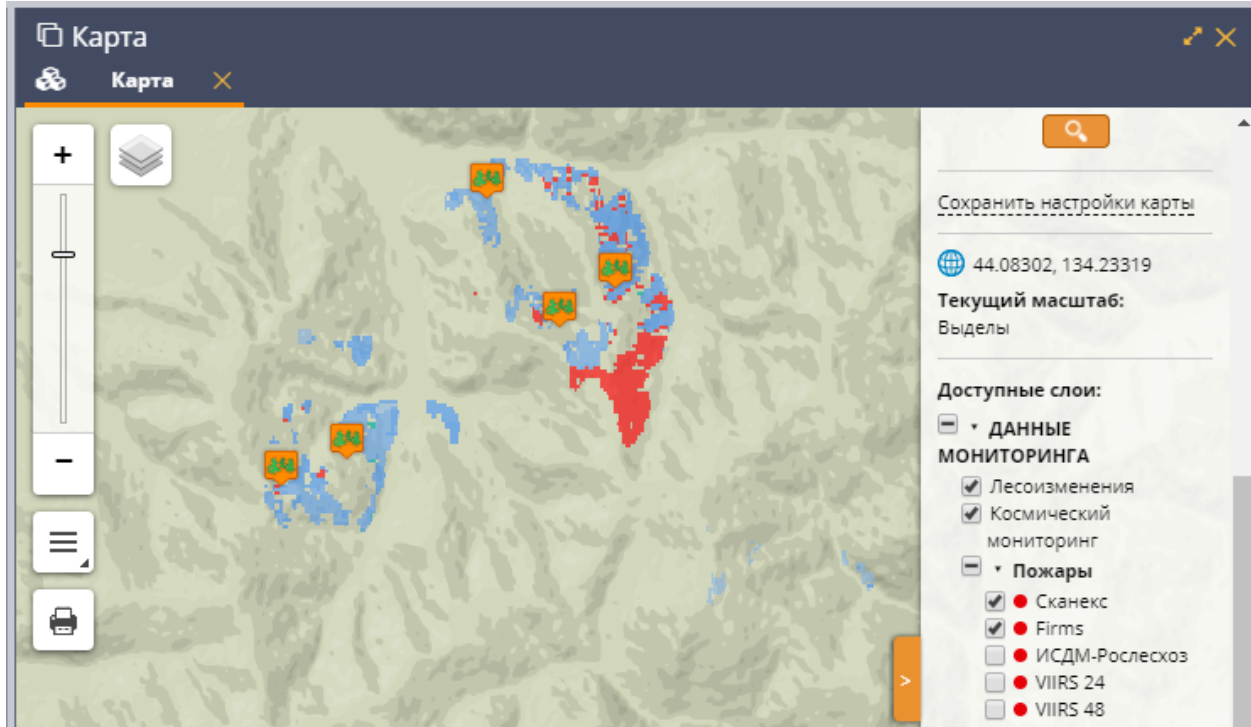 Карта
Карта
+
−
Сохранить настройки карты
44.08302, 134.23319
Текущий масштаб:
Выделы
Доступные слои:
ДАННЫЕ
МОНИТОРИНГА
Лесоизменения
Космический
мониторинг
Пожары
Сканекс
Firms
ИСДМ-Рослесхоз
VIIRS 24
VIIRS 48
>